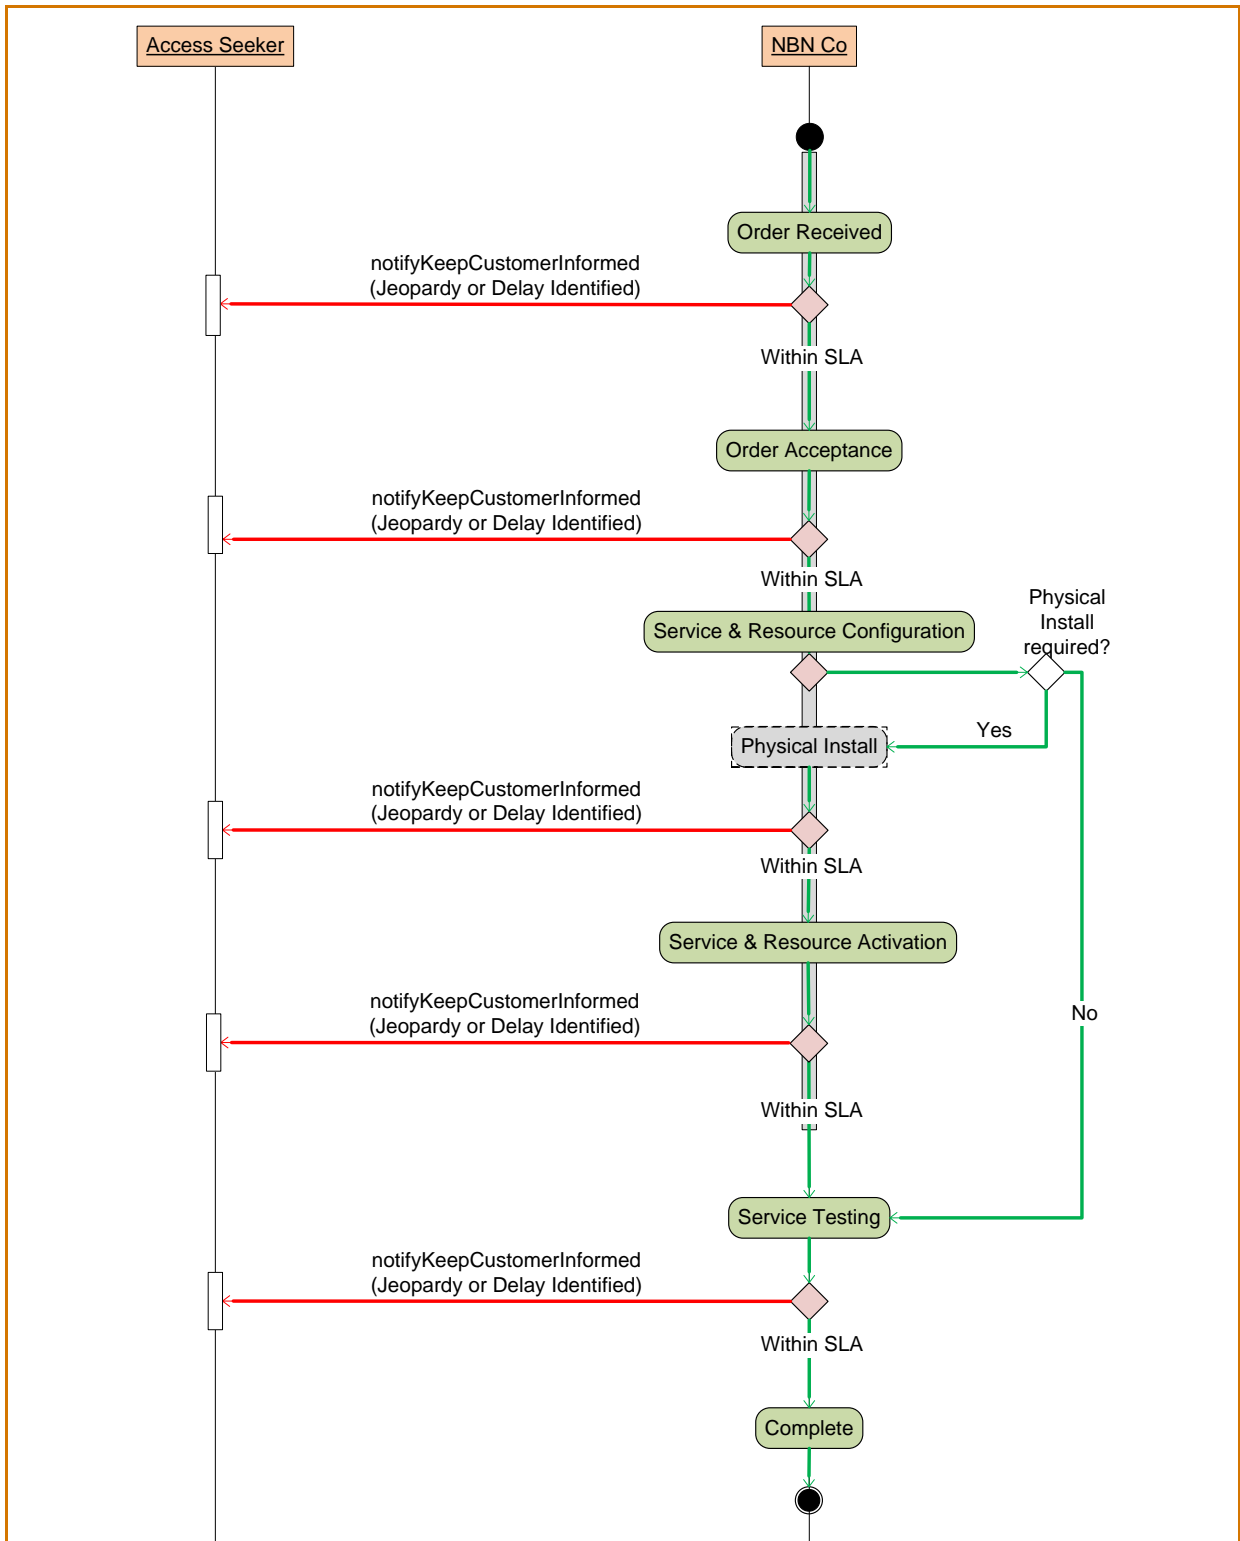 Access Seeker
NBN Co
Order Received
notifyKeepCustomerInformed
(Jeopardy or Delay Identified)
Within SLA
Order Acceptance
notifyKeepCustomerInformed
(Jeopardy or Delay Identified)
Within SLA
Physical
Install
required?
Service & Resource Configuration
Yes
Physical Install
notifyKeepCustomerInformed
(Jeopardy or Delay Identified)
Within SLA
Service & Resource Activation
notifyKeepCustomerInformed
(Jeopardy or Delay Identified)
No
Within SLA
Service Testing
notifyKeepCustomerInformed
(Jeopardy or Delay Identified)
Within SLA
Complete